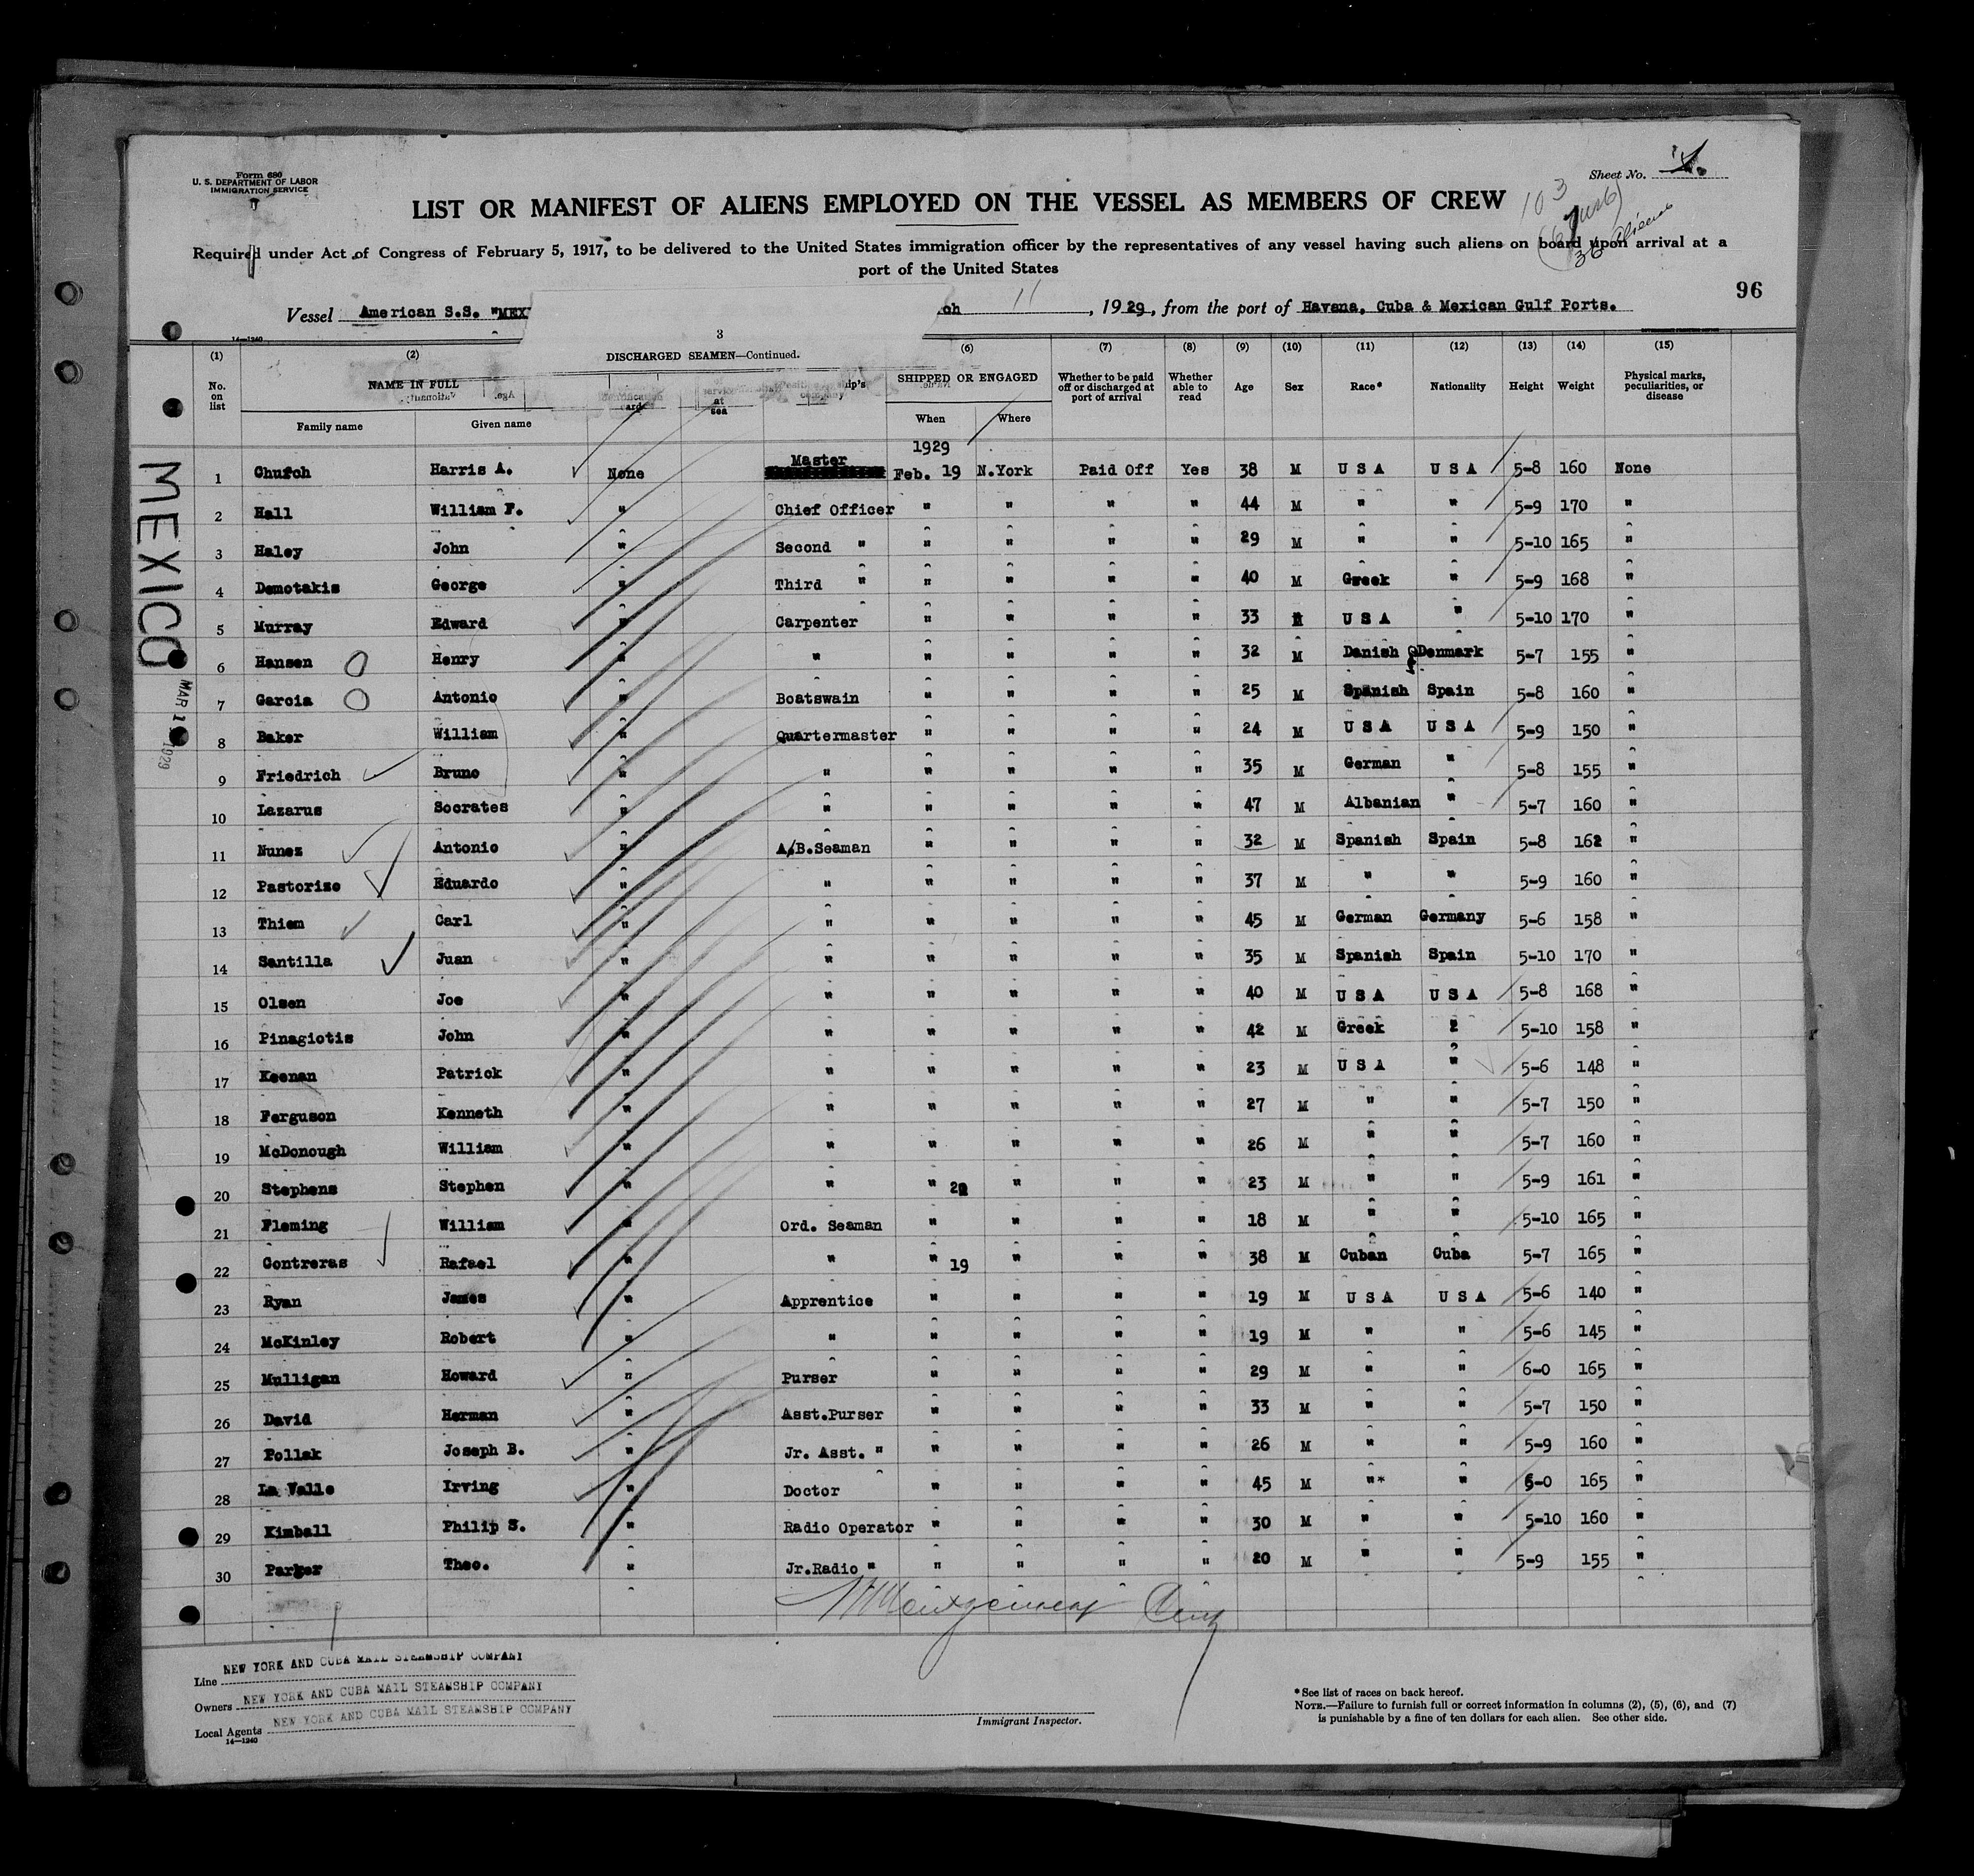 Form 686
U. S. DEPARTMENT OF LABOR
IMMIGRATION SERVICE
Sheet No.
LIST OR MANIFEST OF ALIENS EMPLOYED ON THE VESSEL AS MEMBERS OF CREW
103
36 aliens
Required under Act of Congress of February 5, 1917, to be delivered to the United States immigration officer by the representatives of any vessel having such aliens on board upon arrival at a
port of the United States
96
Vessel American S.S. "MEX ch 11, 1929, from the port of Havana, Cuba & Mexican Gulf Ports.
14—1240
3
DISCHARGED SEAMEN—Continued.
(1) (2) (6) (7) (8) (9) (10) (11) (12) (13) (14) (15)
No. on list NAME IN FULL at sea ip's company SHIPPED OR ENGAGED Whether to be paid off or discharged at port of arrival Whether able to read Age Sex Race* Nationality Height Weight Physical marks, peculiarities, or disease
Family name Given name When Where
1929
1 Church Harris A. None Master Feb. 19 N.York Paid Off Yes 38 M U S A U S A 5-8 160 None
2 Hall William F. " Chief Officer " " " " 44 M " " 5-9 170 "
3 Haley John " Second " " " " " 29 M " " 5-10 165 "
4 Demotakis George " Third " " " " " 40 M Greek " 5-9 168 "
5 Murray Edward " Carpenter " " " " 33 M U S A " 5-10 170 "
6 Hansen Henry " " " " " " 32 M Danish Denmark 5-7 155 "
7 Garcia Antonio " Boatswain " " " " 25 M Spanish Spain 5-8 160 "
8 Baker William " Quartermaster " " " " 24 M U S A U S A 5-9 150 "
9 Friedrich Bruno " " " " " " 35 M German " 5-8 155 "
10 Lazarus Socrates " " " " " " 47 M Albanian " 5-7 160 "
11 Nunez Antonio " A.B.Seaman " " " " 32 M Spanish Spain 5-8 162 "
12 Pastorizo Eduardo " " " " " " 37 M " " 5-9 160 "
13 Thiem Carl " " " " " " 45 M German Germany 5-6 158 "
14 Santilla Juan " " " " " " 35 M Spanish Spain 5-10 170 "
15 Olsen Joe " " " " " " 40 M U S A U S A 5-8 168 "
16 Pinagiotis John " " " " " " 42 M Greek " 5-10 158 "
17 Keenan Patrick " " " " " " 23 M U S A " 5-6 148 "
18 Ferguson Kenneth " " " " " " 27 M " " 5-7 150 "
19 McDonough William " " " " " " 26 M " " 5-7 160 "
20 Stephens Stephen " " " " " " 23 M " " 5-9 161 "
21 Fleming William " Ord. Seaman " " " " 18 M " " 5-10 165 "
22 Contreras Rafael " " " 19 " " " 38 M Cuban Cuba 5-7 165 "
23 Ryan James " Apprentice " " " " 19 M U S A U S A 5-6 140 "
24 McKinley Robert " " " " " " 19 M " " 5-6 145 "
25 Mulligan Howard " Purser " " " " 29 M " " 6-0 165 "
26 David Herman " Asst.Purser " " " " 33 M " " 5-7 150 "
27 Pollak Joseph B. " Jr. Asst. " " " " " 26 M " " 5-9 160 "
28 La Valle Irving " Doctor " " " " 45 M "* " 6-0 165 "
29 Kimball Philip S. " Radio Operator " " " " 30 M " " 5-10 160 "
30 Parker Theo. " Jr.Radio " " " " " 20 M " " 5-9 155 "
MEXICO
MAR 1 1929
Line NEW YORK AND CUBA MAIL STEAMSHIP COMPANY
Owners NEW YORK AND CUBA MAIL STEAMSHIP COMPANY
Local Agents NEW YORK AND CUBA MAIL STEAMSHIP COMPANY
14—1240
Immigrant Inspector.
*See list of races on back hereof.
NOTE.—Failure to furnish full or correct information in columns (2), (5), (6), and (7)
is punishable by a fine of ten dollars for each alien. See other side.